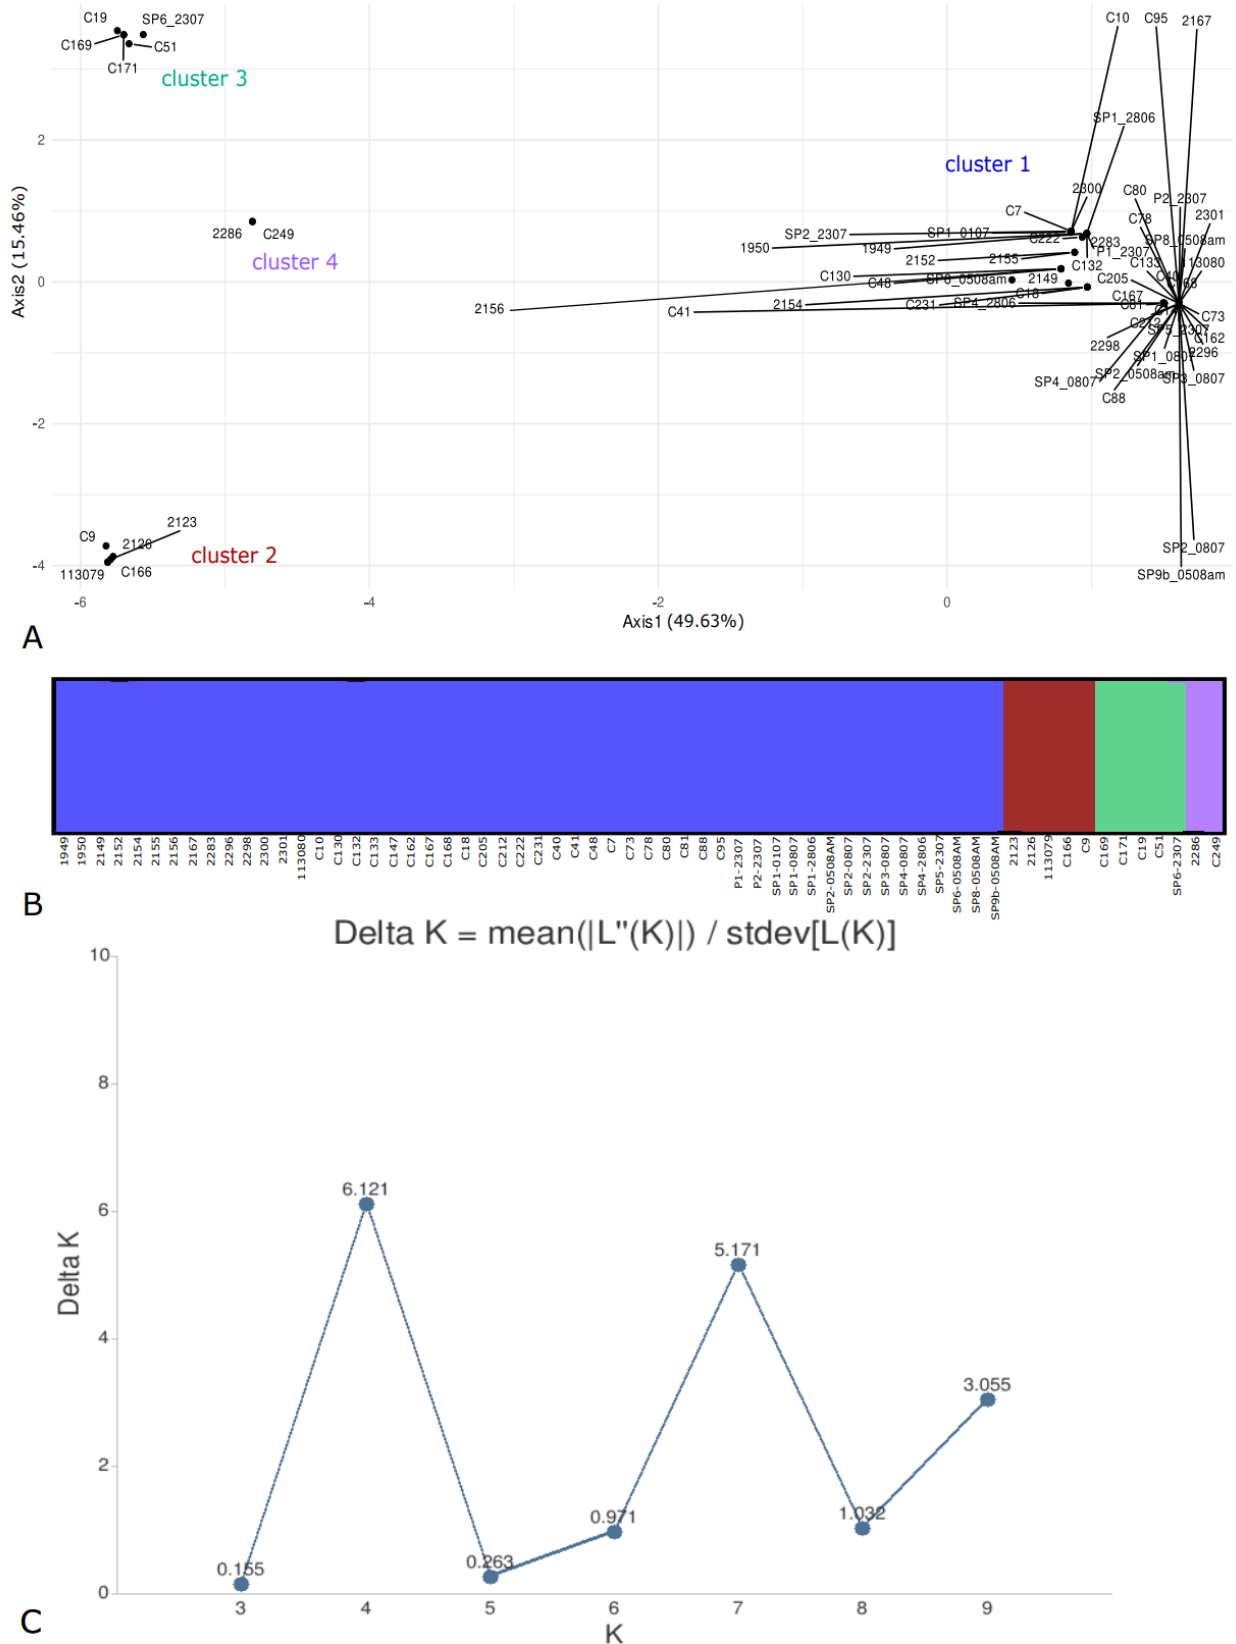 C10 C95 2167
C19 SP6_2307
C169 C51
C171
cluster 3
2
SP1_2806
cluster 1
2300 C80 P2_2307
C7 C78 2301
SP2_2307 SP1_0107 C222 2283 SP8_0508am
1950 1949 P1_2307
2286 C249
cluster 4
2152 2155 C132 C133 113080
0
C130 C48 SP6_0508am 2149 C205 C40 C168
2156 2154 C231 SP4_2806 C18 C167 C81
C41 C212 SP5_2307 C73
2298 C162
SP1_0807 2296
SP4_0807 SP2_0508am SP3_0807
C88
-2
2123
C9 2126
cluster 2
113079 C166
SP2_0807
-4
SP9b_0508am
-6 -4 -2 0
Axis1 (49.63%)
Axis2 (15.46%)
A
1949
1950
2149
2152
2154
2155
2156
2167
2283
2296
2298
2300
2301
113080
C10
C130
C132
C133
C147
C162
C167
C168
C18
C205
C212
C222
C231
C40
C41
C48
C7
C73
C78
C80
C81
C88
C95
P1-2307
P2-2307
SP1-0107
SP1-0807
SP1-2806
SP2-0508AM
SP2-0807
SP2-2307
SP3-0807
SP4-0807
SP4-2806
SP5-2307
SP6-0508AM
SP8-0508AM
SP9b-0508AM
2123
2126
113079
C166
C9
C169
C171
C19
C51
SP6-2307
2286
C249
B
Delta K = mean(|L"(K)|) / stdev[L(K)]
10
8
6
4
2
0
Delta K
0.155
6.121
0.263
0.971
5.171
1.032
3.055
3 4 5 6 7 8 9
K
C